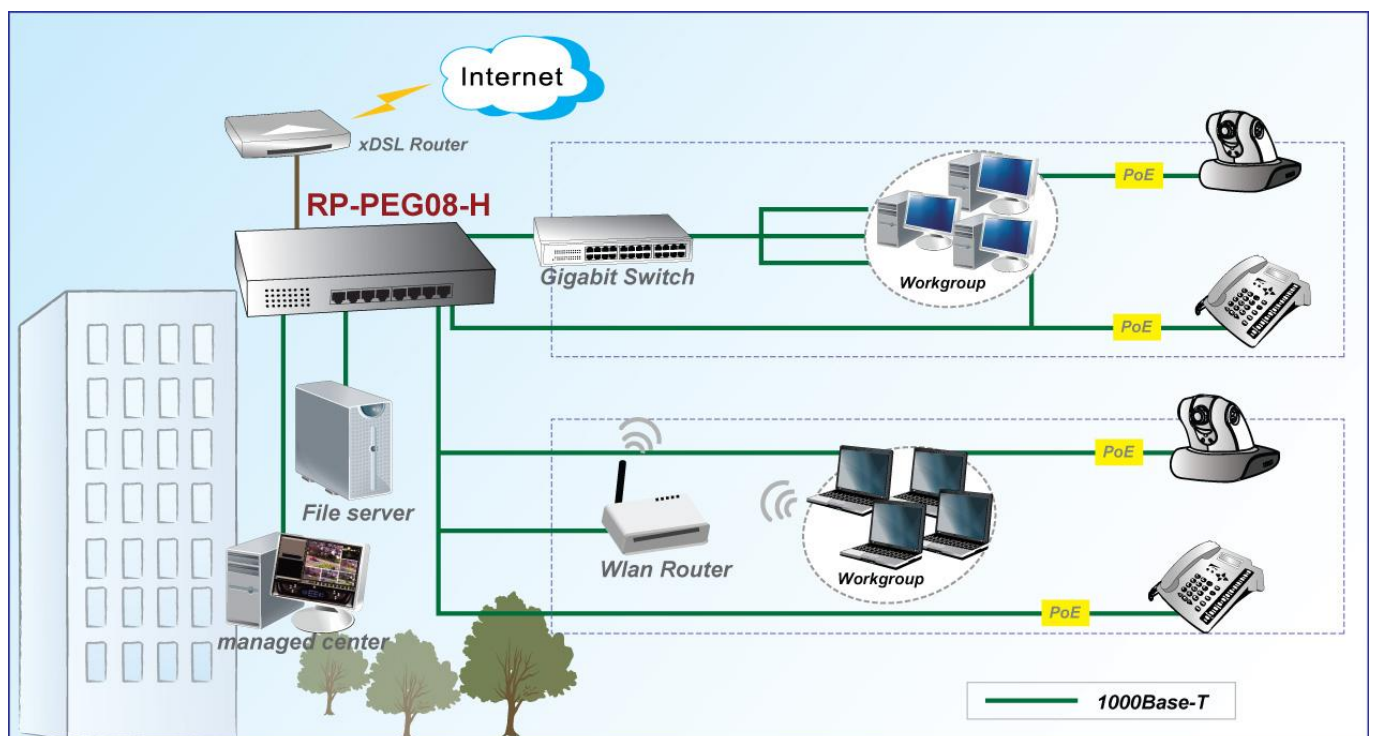 Internet
xDSL Router
RP-PEG08-H
Gigabit Switch
Workgroup
PoE
PoE
File server
managed center
Wlan Router
Workgroup
PoE
PoE
1000Base-T